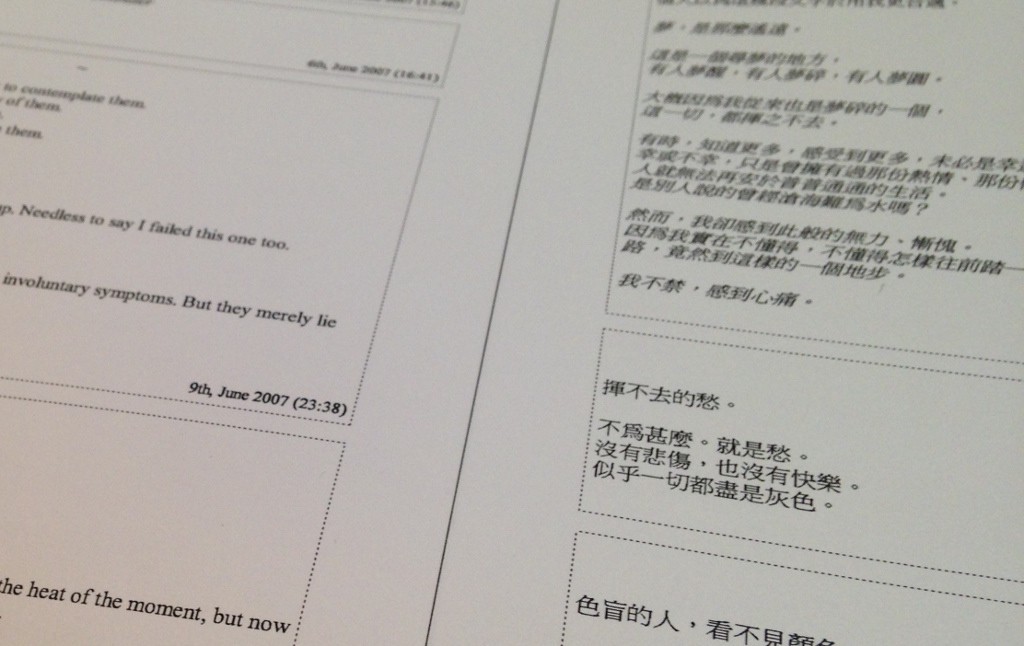 6th, June 2007 (16:41)
to contemplate them.
of them.
them.
up. Needless to say I failed this one too.
involuntary symptoms. But they merely lie
9th, June 2007 (23:38)
the heat of the moment, but now
夢，是那麼遙遠。
這是一個尋夢的地方，
有人夢醒，有人夢碎，有人夢圓。
大概因爲我從來也是夢碎的一個，
這一切，都揮之不去。
有時，知道更多，感受到更多，未必是幸
幸或不幸，只是曾擁有過那份熱情、那份
人就無法再安於普普通通的生活。
是別人說的曾經滄海難爲水嗎？
然而，我卻感到此般的無力、慚愧。
因爲我實在不懂得，不懂得怎樣往前踏一
路，竟然到這樣的一個地步。
我不禁，感到心痛。
揮不去的愁。
不爲甚麼。就是愁。
沒有悲傷，也沒有快樂。
似乎一切都盡是灰色。
色盲的人，看不見顏色